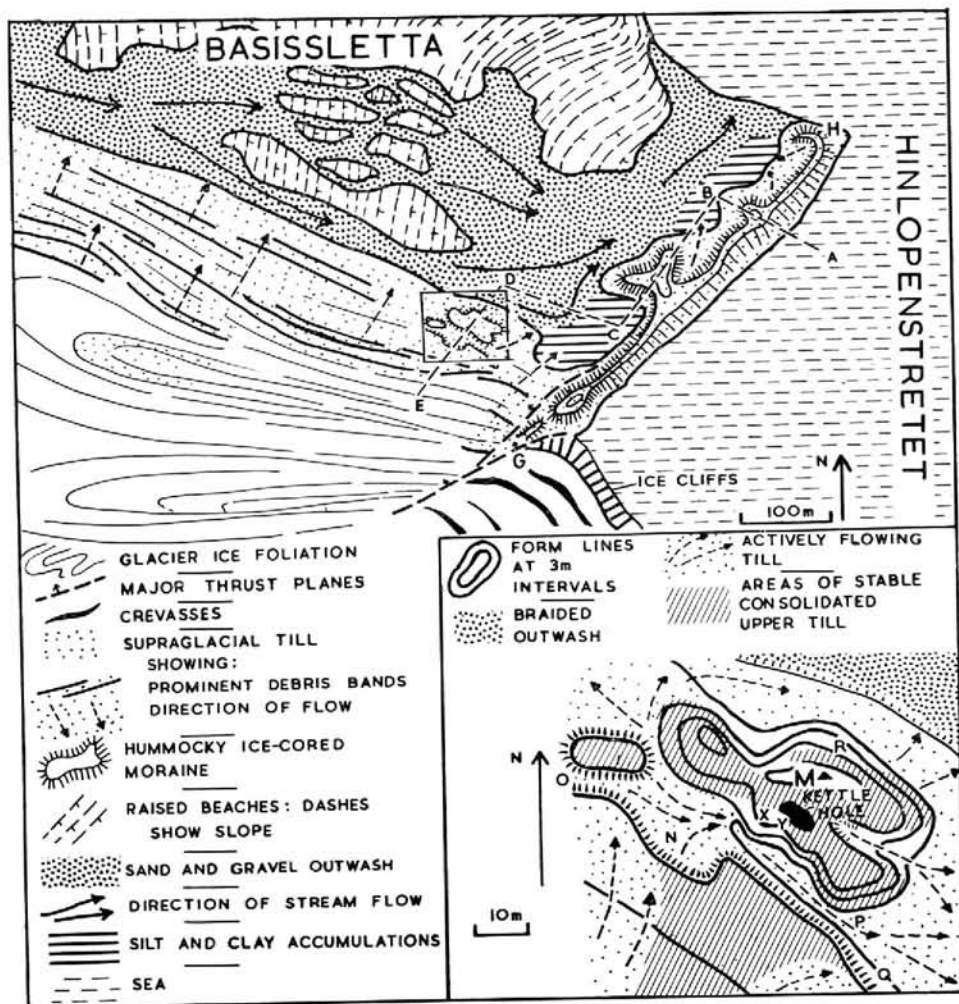 BASISSLETTA
HINLOPENSTRETET
H
B
A
D
C
E
G
N
ICE CLIFFS
100m
GLACIER ICE FOLIATION
MAJOR THRUST PLANES
CREVASSES
SUPRAGLACIAL TILL
SHOWING:
PROMINENT DEBRIS BANDS
DIRECTION OF FLOW
HUMMOCKY ICE-CORED
MORAINE
RAISED BEACHES: DASHES
SHOW SLOPE
SAND AND GRAVEL OUTWASH
DIRECTION OF STREAM FLOW
SILT AND CLAY ACCUMULATIONS
SEA
FORM LINES
AT 3m
INTERVALS
BRAIDED
OUTWASH
ACTIVELY FLOWING
TILL
AREAS OF STABLE
CONSOLIDATED
UPPER TILL
N
O
R
M
KETTLE
HOLE
X
Y
N
P
Q
10m